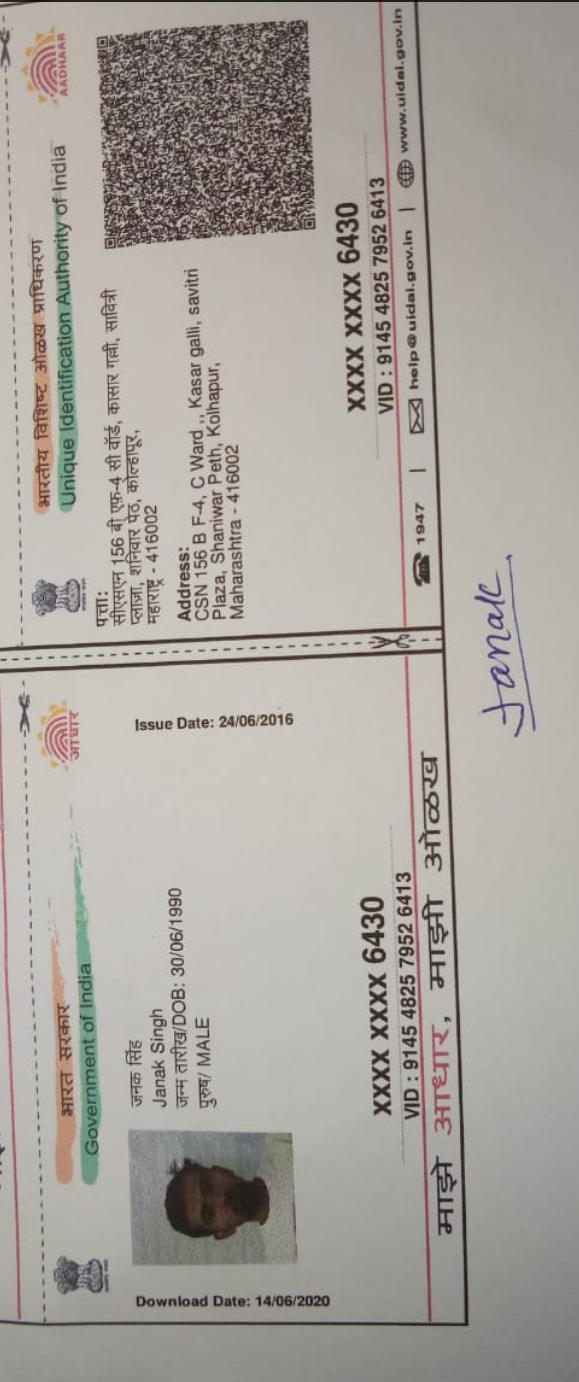 भारत सरकार
Government of India
आधार
Issue Date: 24/06/2016
Download Date: 14/06/2020
जनक सिंह
Janak Singh
जन्म तारीख/DOB: 30/06/1990
पुरुष/ MALE
XXXX XXXX 6430
VID : 9145 4825 7952 6413
माझे आधार, माझी ओळख
भारतीय विशिष्ट ओळख प्राधिकरण
Unique Identification Authority of India
AADHAAR
पत्ता:
सीएसएन 156 बी एफ-4 सी वॉर्ड, कासार गल्ली, सावित्री
प्लाज़ा, शनिवार पेठ, कोल्हापूर,
महाराष्ट्र - 416002
Address:
CSN 156 B F-4, C Ward ,, Kasar galli, savitri
Plaza, Shaniwar Peth, Kolhapur,
Maharashtra - 416002
XXXX XXXX 6430
VID : 9145 4825 7952 6413
1947 | help@uidai.gov.in | www.uidai.gov.in
Janak